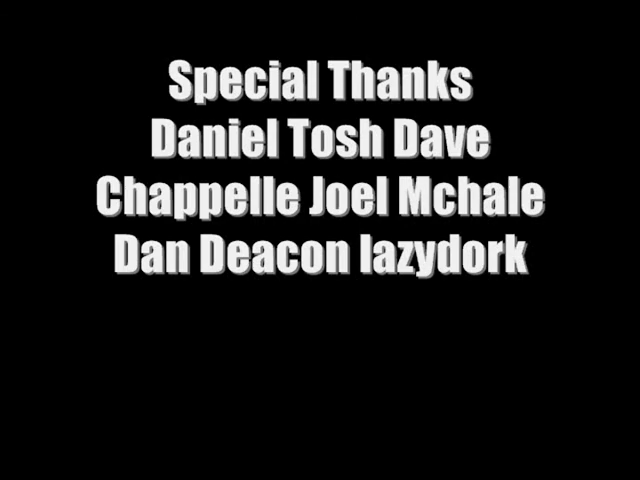 Special Thanks
Daniel Tosh Dave
Chappelle Joel Mchale
Dan Deacon lazydork